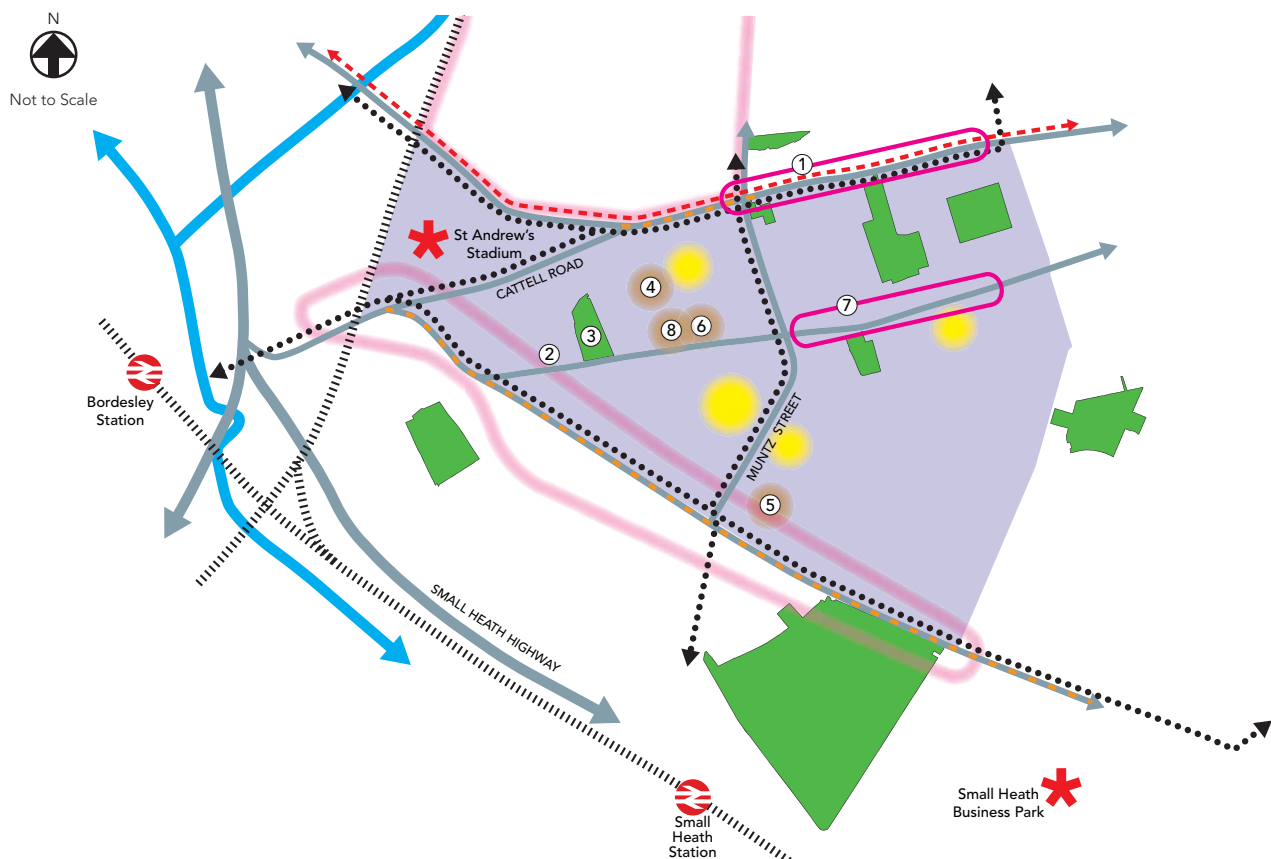 N
Not to Scale
1
St Andrew's
Stadium
CATTELL ROAD
4
7
3
8
6
2
Bordesley
Station
MUNTZ STREET
5
SMALL HEATH HIGHWAY
Small Heath
Business Park
Small
Heath
Station